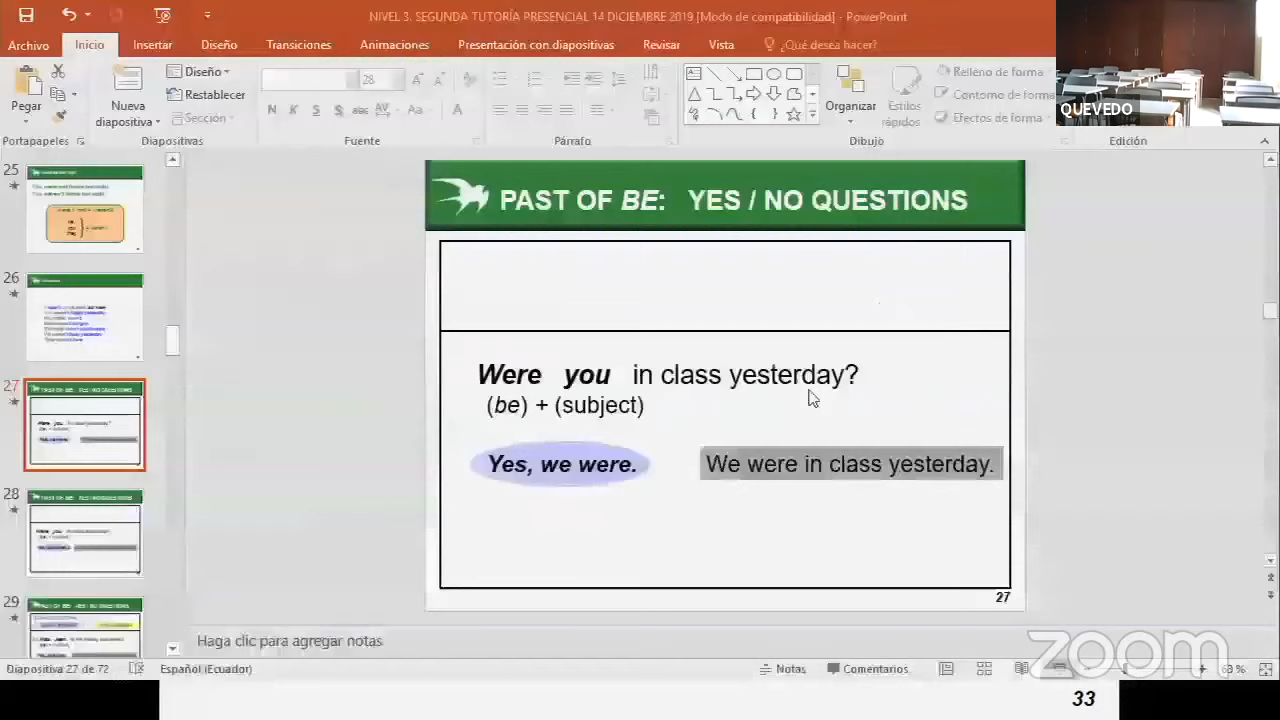 NIVEL 3. SEGUNDA TUTORÍA PRESENCIAL 14 DICIEMBRE 2019 [Modo de compatibilidad] - PowerPoint
Archivo Inicio Insertar Diseño Transiciones Animaciones Presentación con diapositivas Revisar Vista ¿Qué desea hacer?
Pegar
Nueva diapositiva
Diseño
Restablecer
Sección
28
N K S S abc AV Aa A
Organizar
Estilos rápidos
Relleno de forma
Contorno de forma
Efectos de forma
Portapapeles Diapositivas Fuente Párrafo Dibujo Edición
QUEVEDO
25
26
27
28
29
PAST OF BE: YES / NO QUESTIONS
Were you in class yesterday?
(be) + (subject)
Yes, we were. We were in class yesterday.
27
Haga clic para agregar notas
Diapositiva 27 de 72 Español (Ecuador) Notas Comentarios
zoom
33